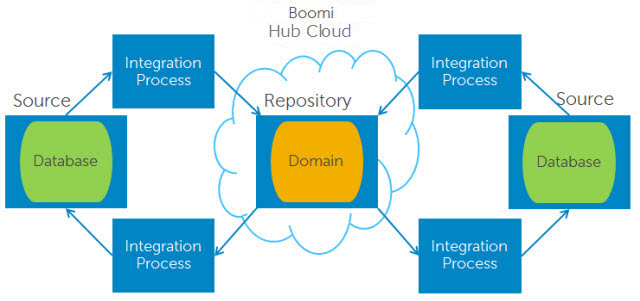 Boomi
Hub Cloud
Integration
Process
Integration
Process
Source
Repository
Source
Database
Domain
Database
Integration
Process
Integration
Process